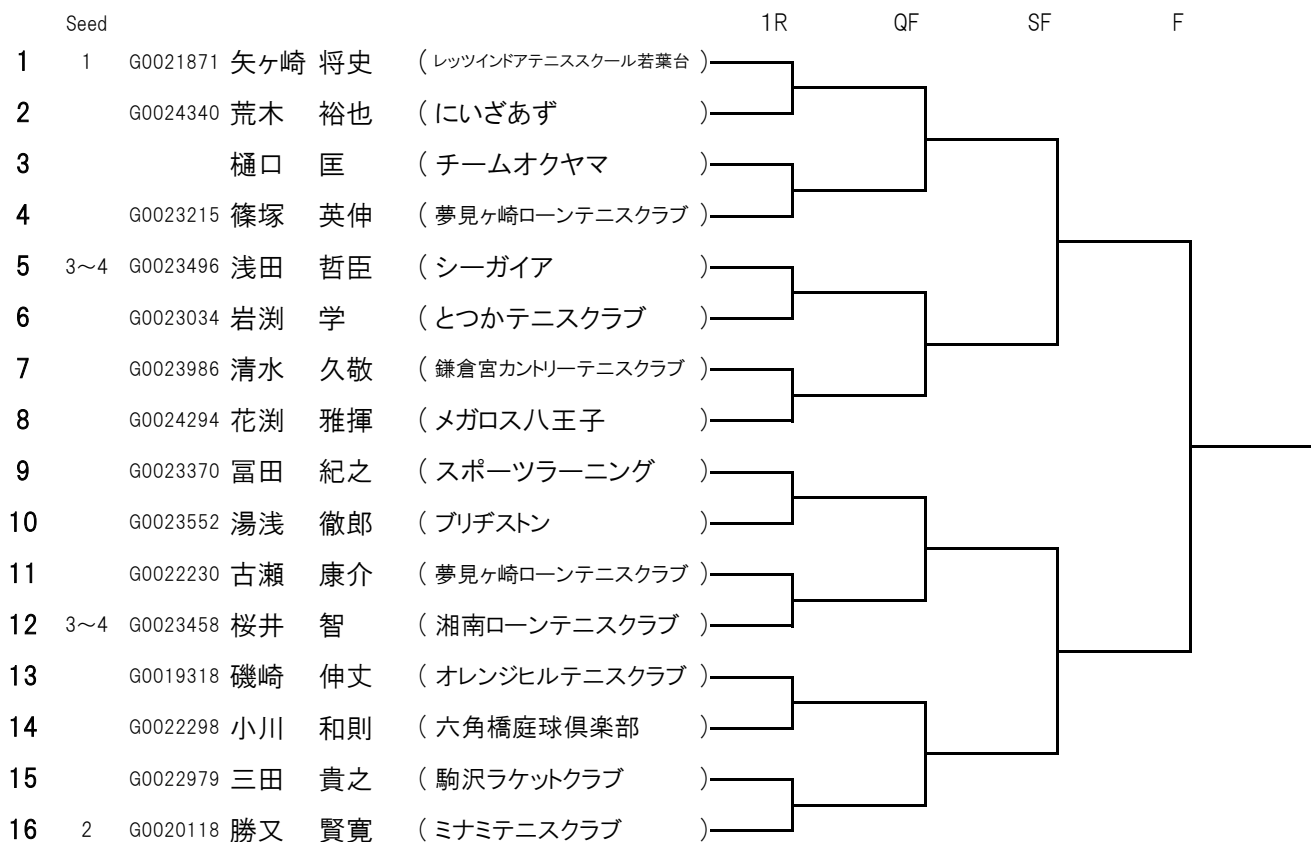 Seed 1R QF SF F
1 1 G0021871 矢ヶ崎 将史 ( レッツインドアテニススクール若葉台 )
2 G0024340 荒木 裕也 ( にいざあず )
3 樋口 匡 ( チームオクヤマ )
4 G0023215 篠塚 英伸 ( 夢見ヶ崎ローンテニスクラブ )
5 3～4 G0023496 浅田 哲臣 ( シーガイア )
6 G0023034 岩渕 学 ( とつかテニスクラブ )
7 G0023986 清水 久敬 ( 鎌倉宮カントリーテニスクラブ )
8 G0024294 花渕 雅揮 ( メガロス八王子 )
9 G0023370 冨田 紀之 ( スポーツラーニング )
10 G0023552 湯浅 徹郎 ( ブリヂストン )
11 G0022230 古瀬 康介 ( 夢見ヶ崎ローンテニスクラブ )
12 3～4 G0023458 桜井 智 ( 湘南ローンテニスクラブ )
13 G0019318 磯崎 伸丈 ( オレンジヒルテニスクラブ )
14 G0022298 小川 和則 ( 六角橋庭球倶楽部 )
15 G0022979 三田 貴之 ( 駒沢ラケットクラブ )
16 2 G0020118 勝又 賢寛 ( ミナミテニスクラブ )